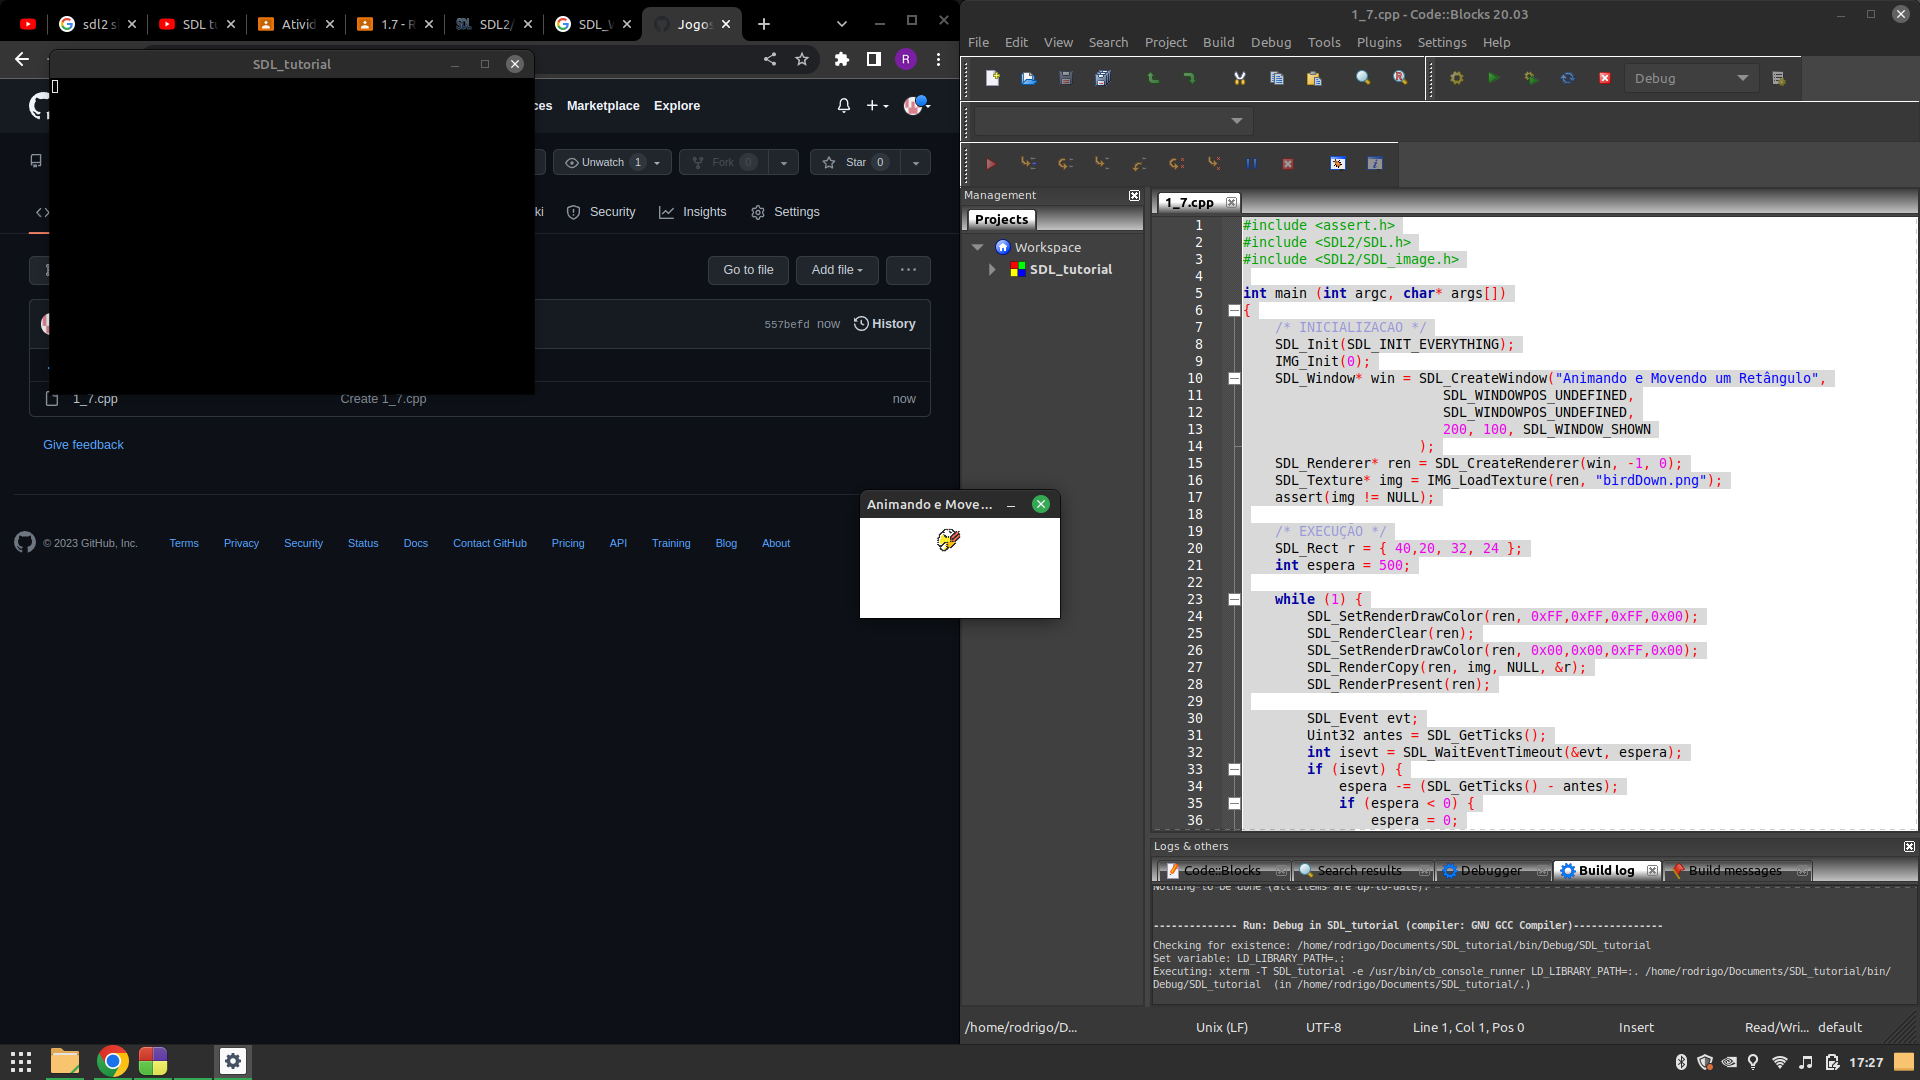 sdl2 si
SDL tu
Ativid
1.7 - R
SDL2/
SDL_W
Jogos
R
SDL_tutorial
ces
Marketplace
Explore
Unwatch 1
Fork 0
Star 0
ki
Security
Insights
Settings
Go to file
Add file
557befd now
History
1_7.cpp
Create 1_7.cpp
now
Give feedback
© 2023 GitHub, Inc.
Terms
Privacy
Security
Status
Docs
Contact GitHub
Pricing
API
Training
Blog
About
Animando e Move...
1_7.cpp - Code::Blocks 20.03
File Edit View Search Project Build Debug Tools Plugins Settings Help
Debug
Management
Projects
Workspace
SDL_tutorial
1_7.cpp
1 #include <assert.h>
2 #include <SDL2/SDL.h>
3 #include <SDL2/SDL_image.h>
4
5 int main (int argc, char* args[])
6 {
7 /* INICIALIZACAO */
8 SDL_Init(SDL_INIT_EVERYTHING);
9 IMG_Init(0);
10 SDL_Window* win = SDL_CreateWindow("Animando e Movendo um Retângulo",
11 SDL_WINDOWPOS_UNDEFINED,
12 SDL_WINDOWPOS_UNDEFINED,
13 200, 100, SDL_WINDOW_SHOWN
14 );
15 SDL_Renderer* ren = SDL_CreateRenderer(win, -1, 0);
16 SDL_Texture* img = IMG_LoadTexture(ren, "birdDown.png");
17 assert(img != NULL);
18
19 /* EXECUÇÃO */
20 SDL_Rect r = { 40,20, 32, 24 };
21 int espera = 500;
22
23 while (1) {
24 SDL_SetRenderDrawColor(ren, 0xFF,0xFF,0xFF,0x00);
25 SDL_RenderClear(ren);
26 SDL_SetRenderDrawColor(ren, 0x00,0x00,0xFF,0x00);
27 SDL_RenderCopy(ren, img, NULL, &r);
28 SDL_RenderPresent(ren);
29
30 SDL_Event evt;
31 Uint32 antes = SDL_GetTicks();
32 int isevt = SDL_WaitEventTimeout(&evt, espera);
33 if (isevt) {
34 espera -= (SDL_GetTicks() - antes);
35 if (espera < 0) {
36 espera = 0;
Logs & others
Code::Blocks
Search results
Debugger
Build log
Build messages
Nothing to be done (all items are up-to-date).
-------------- Run: Debug in SDL_tutorial (compiler: GNU GCC Compiler)---------------
Checking for existence: /home/rodrigo/Documents/SDL_tutorial/bin/Debug/SDL_tutorial
Set variable: LD_LIBRARY_PATH=.:
Executing: xterm -T SDL_tutorial -e /usr/bin/cb_console_runner LD_LIBRARY_PATH=:. /home/rodrigo/Documents/SDL_tutorial/bin/
Debug/SDL_tutorial (in /home/rodrigo/Documents/SDL_tutorial/.)
/home/rodrigo/D...
Unix (LF)
UTF-8
Line 1, Col 1, Pos 0
Insert
Read/Wri...
default
17:27